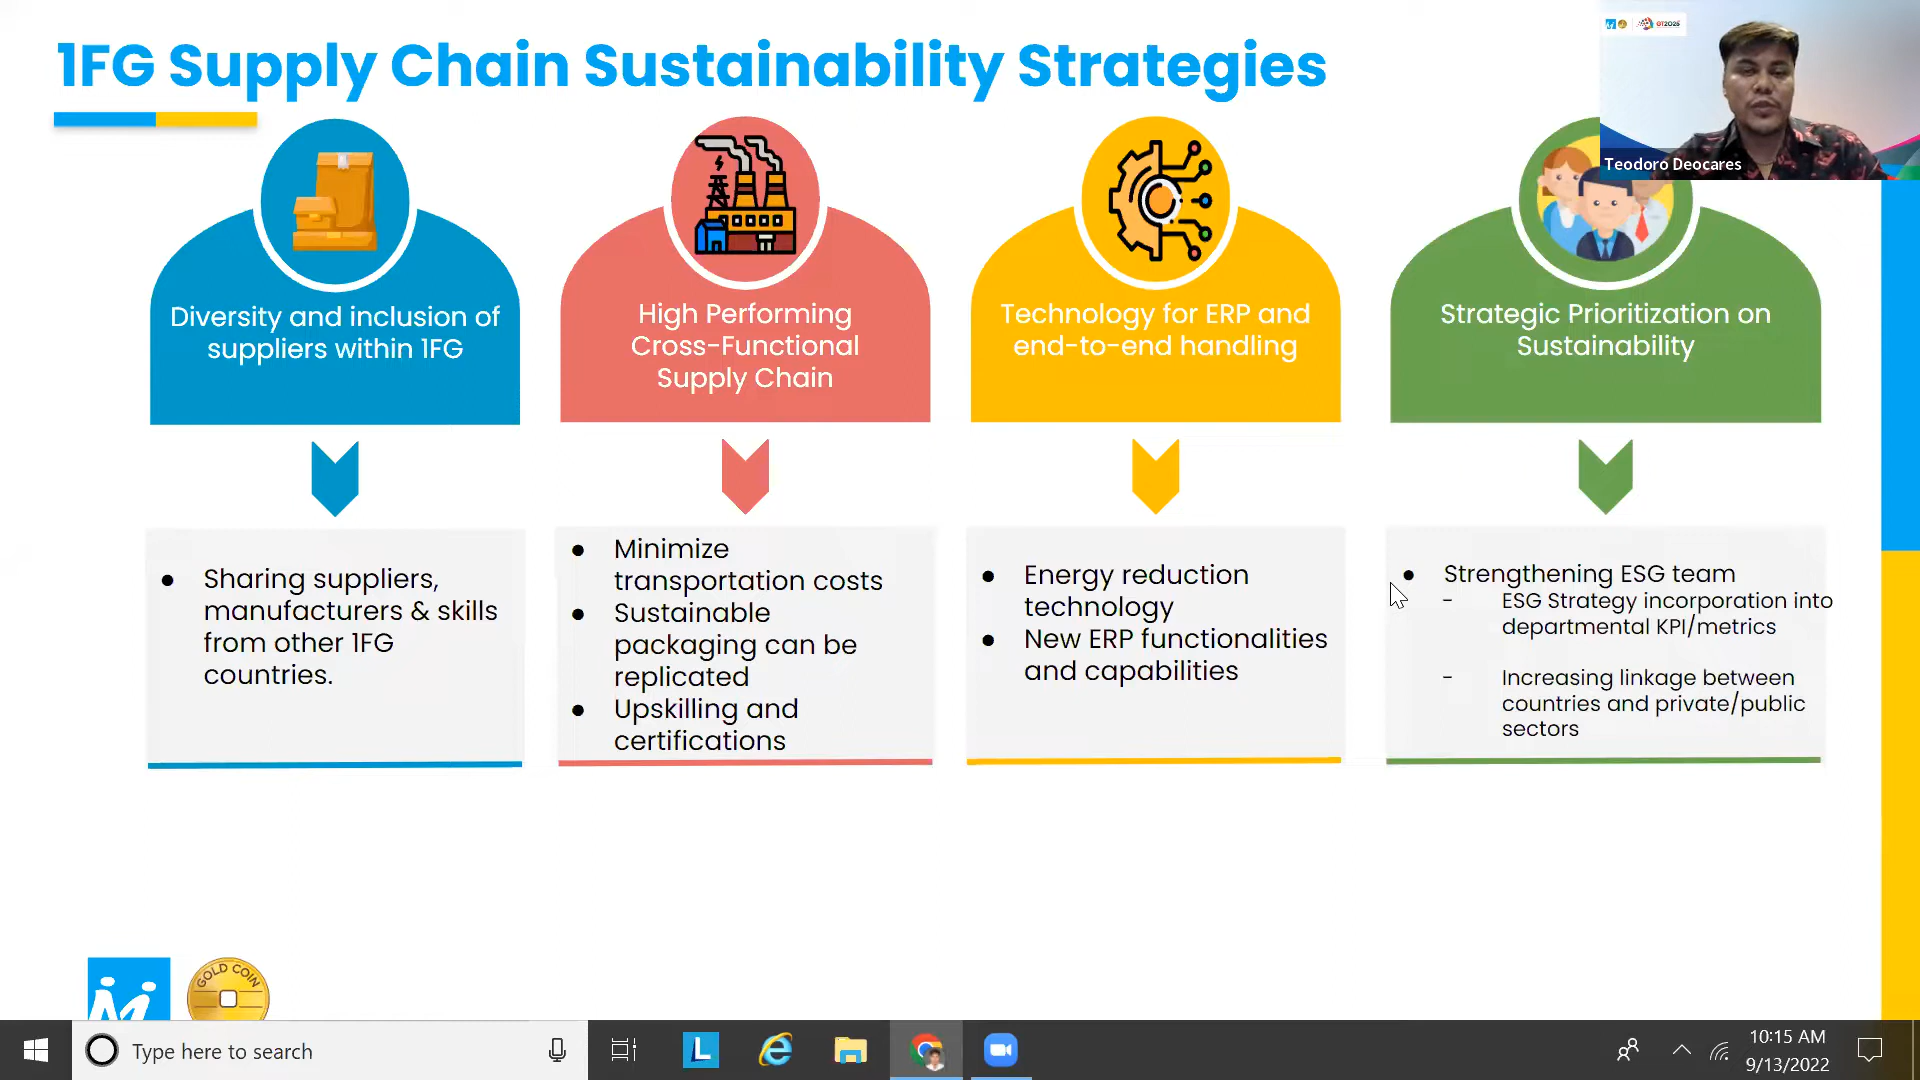 1FG Supply Chain Sustainability Strategies
Teodoro Deocares
Diversity and inclusion of
suppliers within 1FG
High Performing
Cross-Functional
Supply Chain
Technology for ERP and
end-to-end handling
Strategic Prioritization on
Sustainability
● Sharing suppliers,
manufacturers & skills
from other 1FG
countries.
● Minimize
transportation costs
● Sustainable
packaging can be
replicated
● Upskilling and
certifications
● Energy reduction
technology
● New ERP functionalities
and capabilities
● Strengthening ESG team
- ESG Strategy incorporation into
departmental KPI/metrics
- Increasing linkage between
countries and private/public
sectors
GOLD COIN
Type here to search
L
10:15 AM
9/13/2022